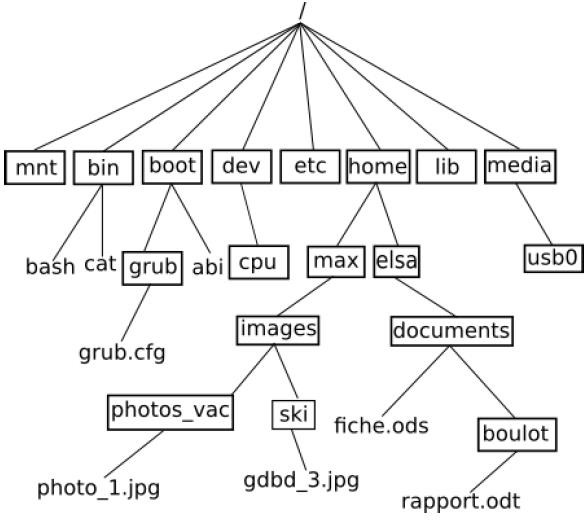 /
mnt
bin
boot
dev
etc
home
lib
media
bash
cat
grub
abi
cpu
max
elsa
usb0
grub.cfg
images
documents
photos_vac
ski
fiche.ods
boulot
photo_1.jpg
gdbd_3.jpg
rapport.odt